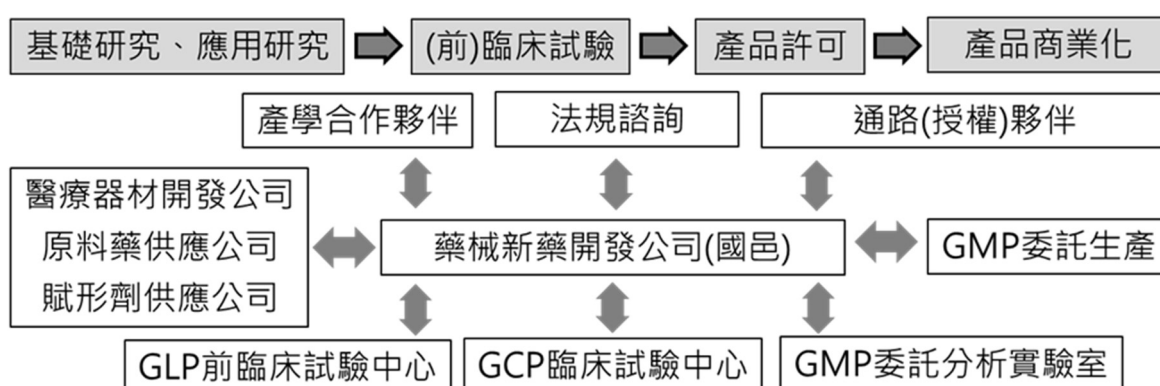 基礎研究、應用研究
(前)臨床試驗
產品許可
產品商業化
產學合作夥伴
法規諮詢
通路(授權)夥伴
醫療器材開發公司
原料藥供應公司
賦形劑供應公司
藥械新藥開發公司(國邑)
GMP委託生產
GLP前臨床試驗中心
GCP臨床試驗中心
GMP委託分析實驗室